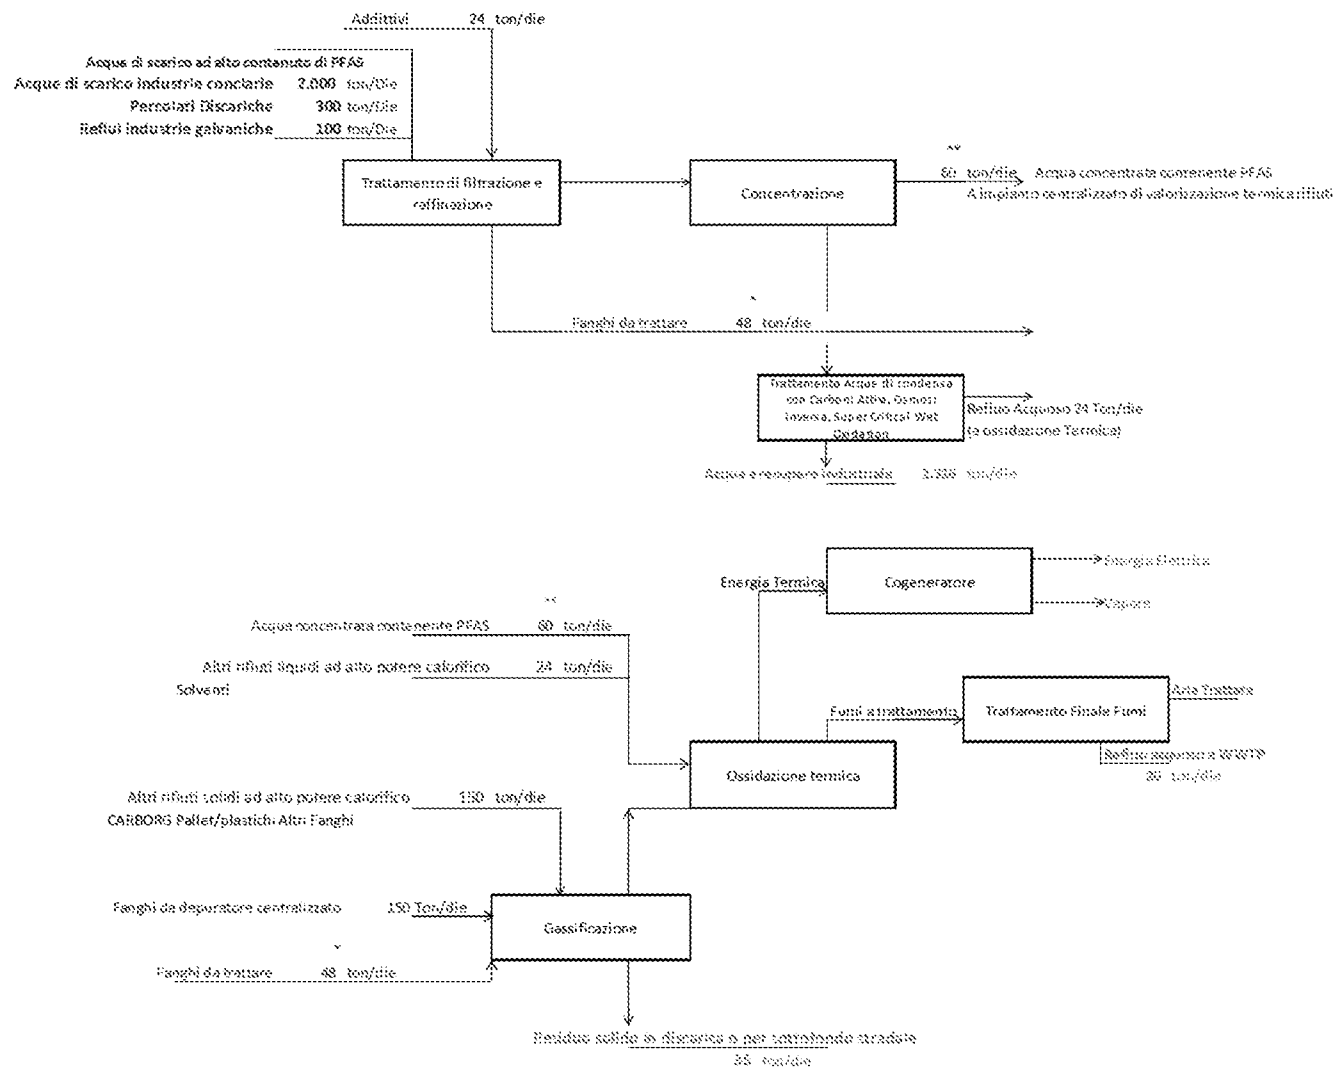 Addittivi 24 ton/die
Acque di scarico ad alto contenuto di PFAS
Acque di scarico industrie conciarie 2.000 ton/Die
Percolati Discariche 300 ton/Die
Reflui industrie galvaniche 100 ton/Die
Trattamento di filtrazione e
raffinazione
Concentrazione
**
60 ton/die Acqua concentrata contenente PFAS
A impianto centralizzato di valorizzazione termica rifiuti
*
Fanghi da trattare 48 ton/die
Trattamento Acque di condensa
con Carboni Attivi, Osmosi
Inversa, Super Critical Wet
Oxidation
Refluo Acquoso 24 Ton/die
(a ossidazione Termica)
Acqua a recupero industriale ton/die
Cogeneratore
Energia Elettrica
Vapore
Energia Termica
**
Acqua concentrata contenente PFAS 60 ton/die
Altri rifiuti liquidi ad alto potere calorifico 24 ton/die
Solventi
Ossidazione termica
Fumi a trattamento
Trattamento Finale Fumi
Aria Trattata
Refluo acquoso a WWTP
ton/die
Altri rifiuti solidi ad alto potere calorifico 150 ton/die
CARBORG Pallet/plastichi Altri Fanghi
Fanghi da depuratore centralizzato 150 Ton/die
*
Fanghi da trattare 48 ton/die
Gassificazione
Residuo solido in discarica o per sottofondo stradale
ton/die